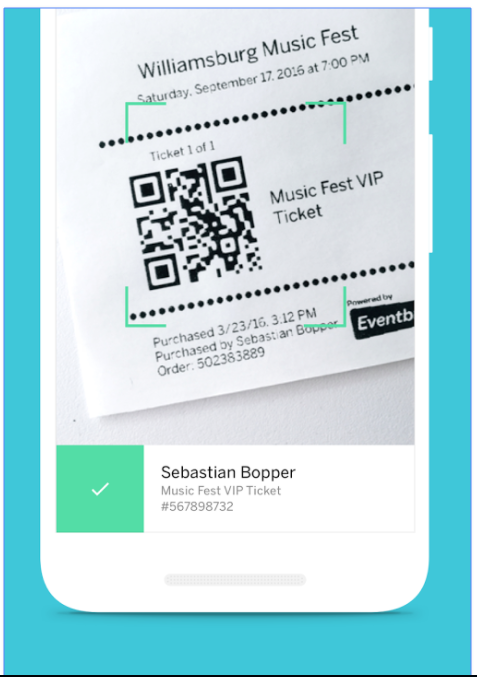 Williamsburg Music Fest
Saturday, September 17, 2016 at 7:00 PM
Ticket 1 of 1
Music Fest VIP
Ticket
Purchased 3/23/16, 3:12 PM
Purchased by Sebastian Bopper
Order: 502383889
Powered by
Eventb
Sebastian Bopper
Music Fest VIP Ticket
#567898732